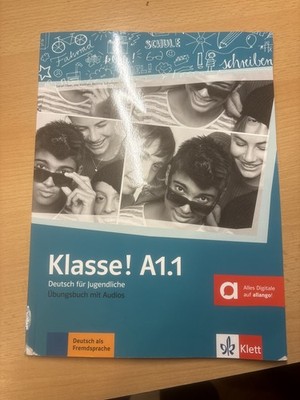 Fahrrad
SCHULE
schreiben
Klasse! A1.1
Deutsch für Jugendliche
Übungsbuch mit Audios
a
Alles Digitale
auf allango!
Deutsch als
Fremdsprache
Klett